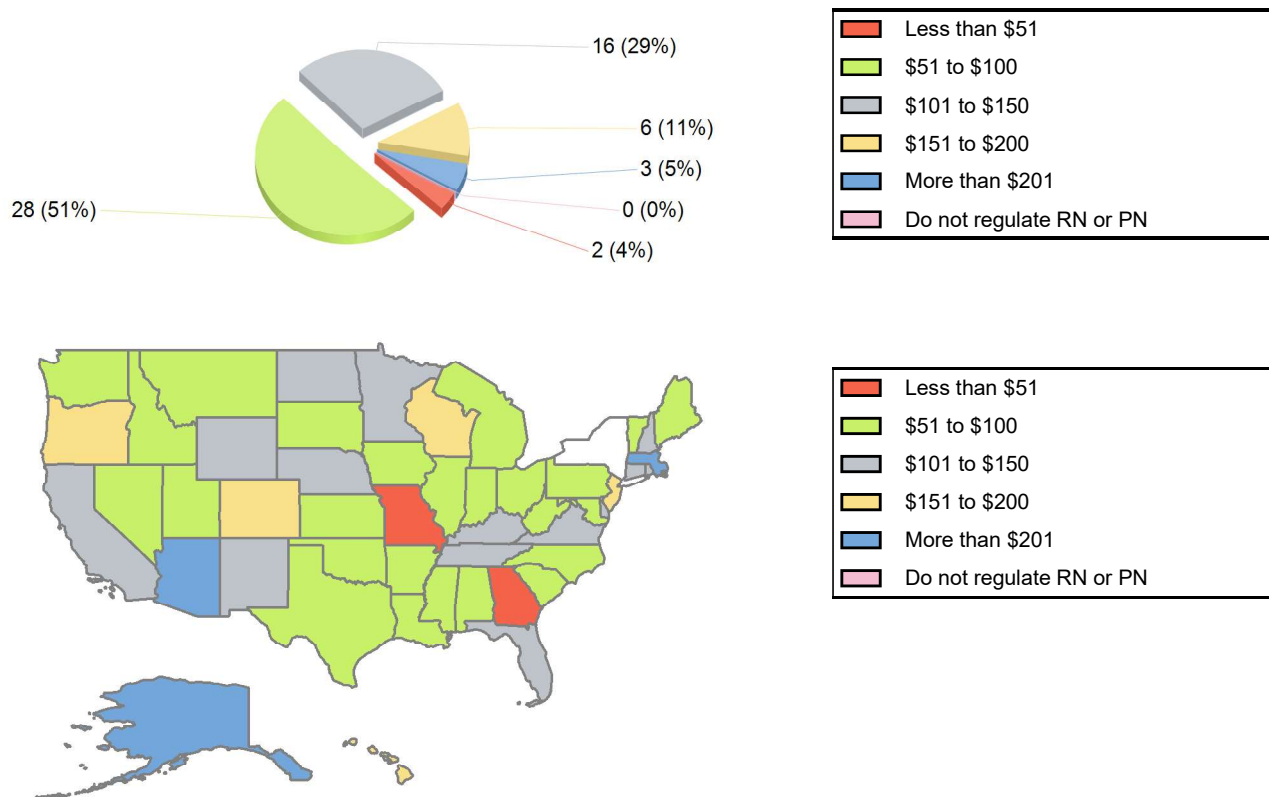 16 (29%)
6 (11%)
3 (5%)
0 (0%)
2 (4%)
28 (51%)
Less than $51
$51 to $100
$101 to $150
$151 to $200
More than $201
Do not regulate RN or PN
Less than $51
$51 to $100
$101 to $150
$151 to $200
More than $201
Do not regulate RN or PN